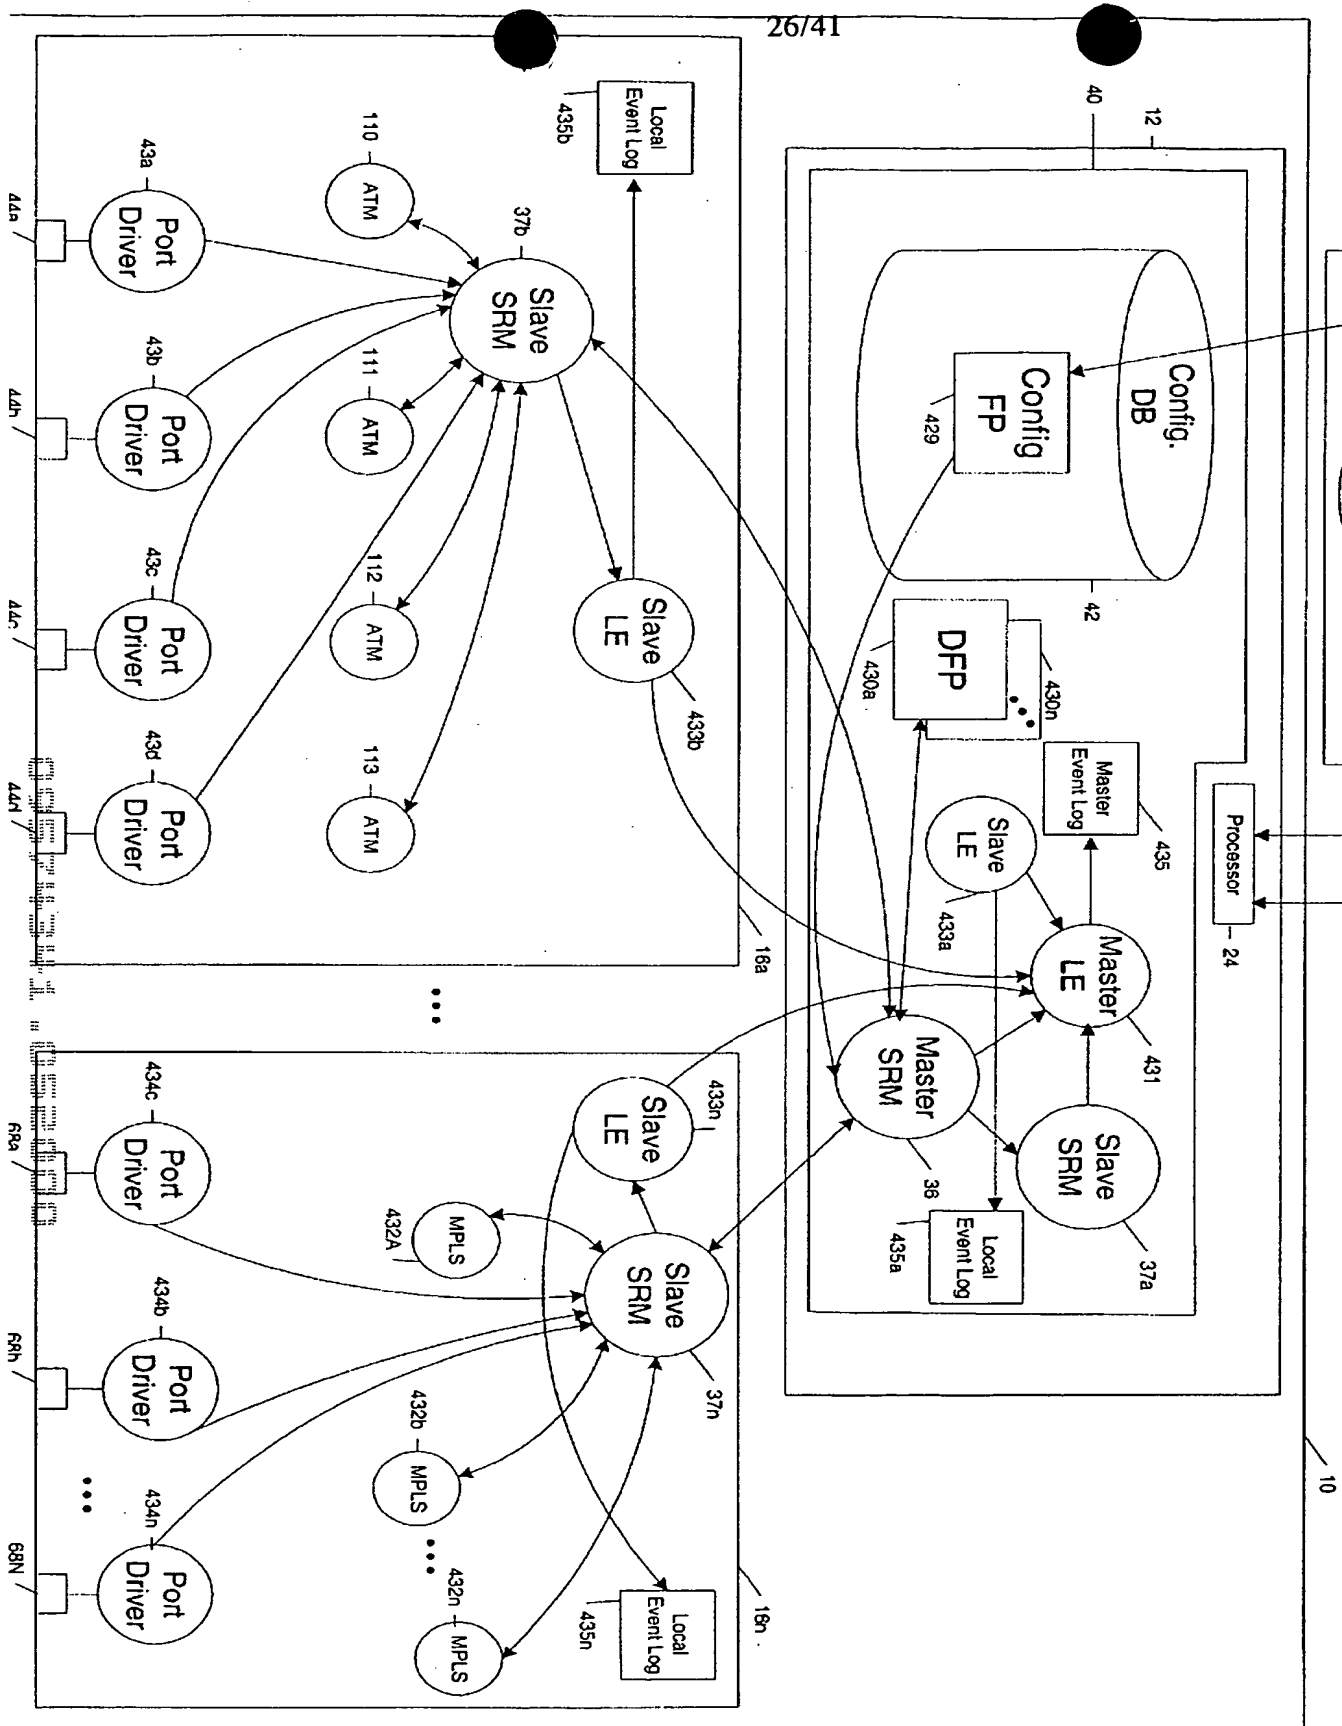 26/41
10
12
40
Config.
DB
42
Config
FP
429
DFP
430a
430n
Processor
24
Master
Event Log
435
Slave
LE
433a
Master
LE
431
Master
SRM
36
Slave
SRM
37a
Local
Event Log
435a
16a
Local
Event Log
435b
Slave
LE
433b
Slave
SRM
37b
110
ATM
111
ATM
112
ATM
113
ATM
43a
Port
Driver
43b
Port
Driver
43c
Port
Driver
43d
Port
Driver
44a
44b
44c
44d
...
16n
Slave
LE
433n
Slave
SRM
37n
Local
Event Log
435n
432A
MPLS
432b
MPLS
...
432n
MPLS
434c
Port
Driver
434b
Port
Driver
...
434n
Port
Driver
68a
68b
68N